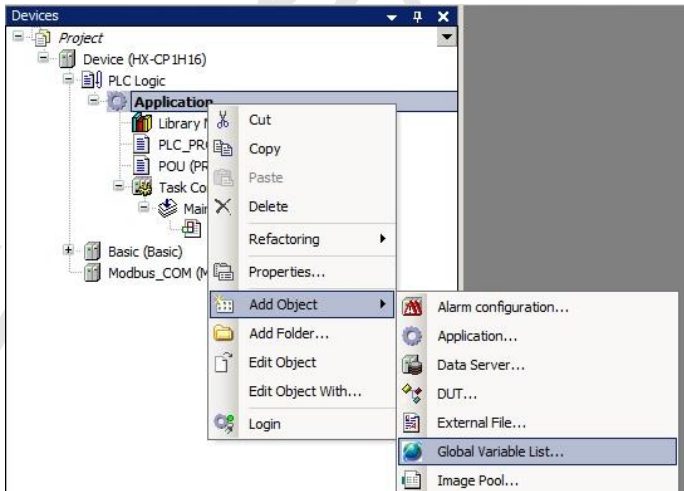 Devices
Project
Device (HX-CP1H16)
PLC Logic
Application
Library
PLC_PR
POU (PR
Task Co
Main
Basic (Basic)
Modbus_COM (M
Cut
Copy
Paste
Delete
Refactoring
Properties...
Add Object
Add Folder...
Edit Object
Edit Object With...
Login
Alarm configuration...
Application...
Data Server...
DUT...
External File...
Global Variable List...
Image Pool...